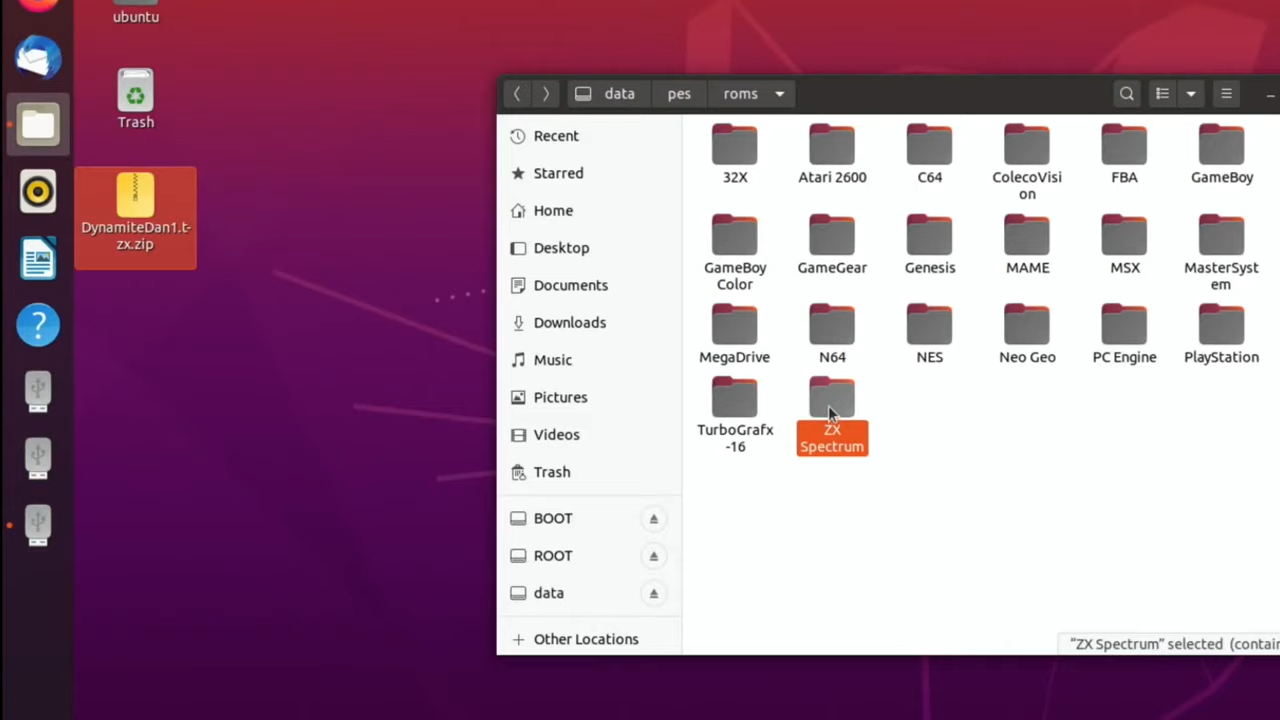 ubuntu
Trash
DynamiteDan1.t-
zx.zip
data
pes
roms
Recent
Starred
Home
Desktop
Documents
Downloads
Music
Pictures
Videos
Trash
BOOT
ROOT
data
Other Locations
32X
Atari 2600
C64
ColecoVisi
on
FBA
GameBoy
GameBoy
Color
GameGear
Genesis
MAME
MSX
MasterSyst
em
MegaDrive
N64
NES
Neo Geo
PC Engine
PlayStation
TurboGrafx
-16
ZX
Spectrum
"ZX Spectrum" selected (contain